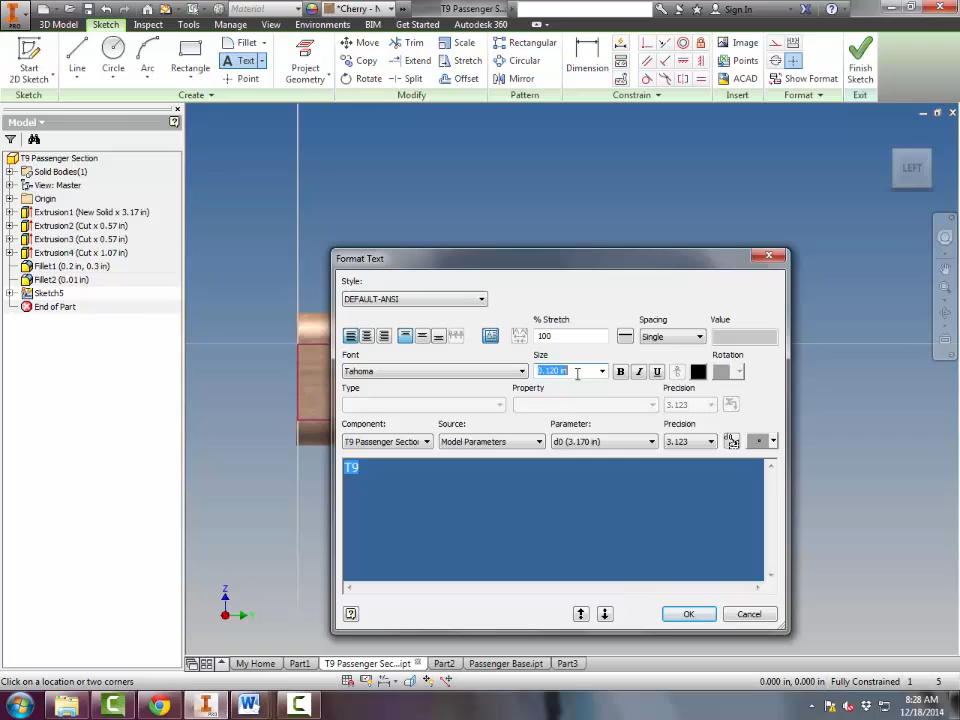 PRO
Material
*Cherry - N
T9 Passenger S...
Sign In
3D Model Sketch Inspect Tools Manage View Environments BIM Get Started Autodesk 360
Start
2D Sketch
Line
Circle
Arc
Rectangle
Fillet
Text
Point
Project
Geometry
Move
Copy
Rotate
Trim
Extend
Split
Scale
Stretch
Offset
Rectangular
Circular
Mirror
Dimension
Image
Points
ACAD
Show Format
Finish
Sketch
Sketch Create Modify Pattern Constrain Insert Format Exit
Model
T9 Passenger Section
Solid Bodies(1)
View: Master
Origin
Extrusion1 (New Solid x 3.17 in)
Extrusion2 (Cut x 0.57 in)
Extrusion3 (Cut x 0.57 in)
Extrusion4 (Cut x 1.07 in)
Fillet1 (0.2 in, 0.3 in)
Fillet2 (0.01 in)
Sketch5
End of Part
LEFT
Format Text
Style:
DEFAULT-ANSI
% Stretch Spacing Value
100 Single
Font Size Rotation
Tahoma 0.120 in B I U
Type Property Precision
3.123
Component: Source: Parameter: Precision
T9 Passenger Sectio Model Parameters d0 (3.170 in) 3.123
T9
OK Cancel
Z
Y
My Home Part1 T9 Passenger Sec...ipt Part2 Passenger Base.ipt Part3
Click on a location or two corners 0.000 in, 0.000 in Fully Constrained 1 5
8:28 AM
12/18/2014